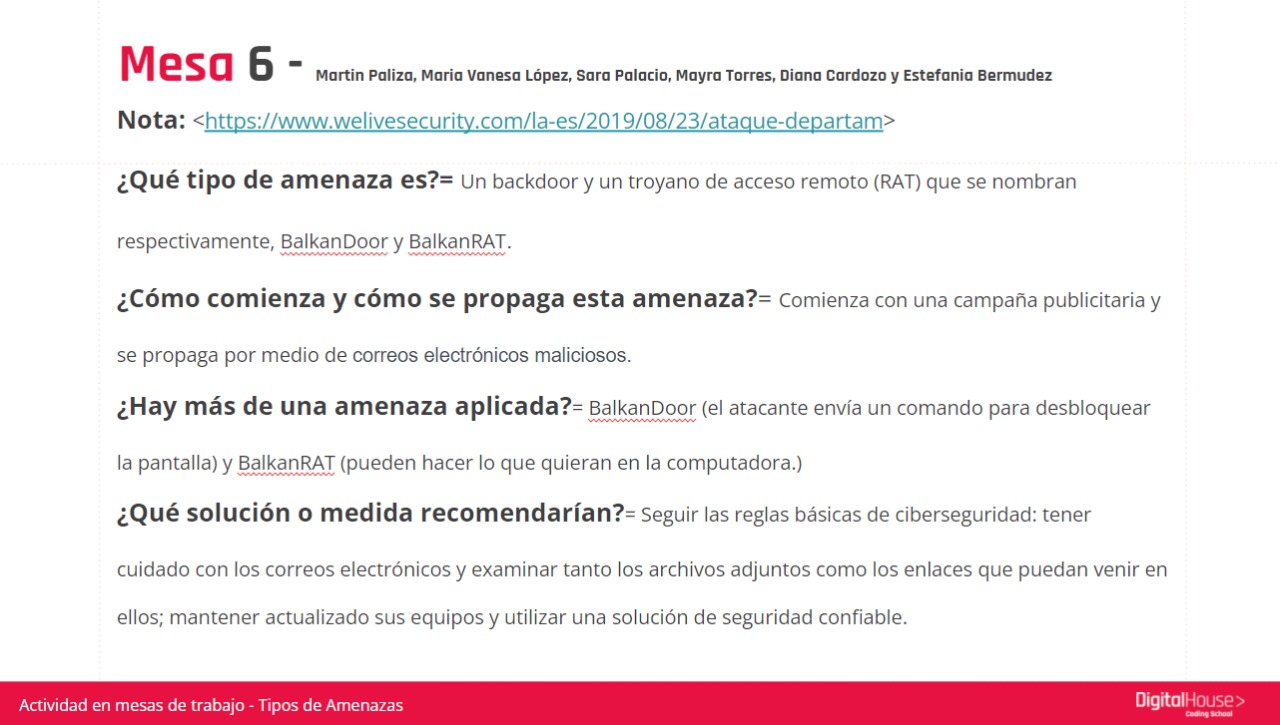 Mesa 6 - Martin Paliza, Maria Vanesa López, Sara Palacio, Mayra Torres, Diana Cardozo y Estefania Bermudez
Nota: <https://www.welivesecurity.com/la-es/2019/08/23/ataque-departam>
¿Qué tipo de amenaza es?= Un backdoor y un troyano de acceso remoto (RAT) que se nombran
respectivamente, BalkanDoor y BalkanRAT.
¿Cómo comienza y cómo se propaga esta amenaza?= Comienza con una campaña publicitaria y
se propaga por medio de correos electrónicos maliciosos.
¿Hay más de una amenaza aplicada?= BalkanDoor (el atacante envía un comando para desbloquear
la pantalla) y BalkanRAT (pueden hacer lo que quieran en la computadora.)
¿Qué solución o medida recomendarían?= Seguir las reglas básicas de ciberseguridad: tener
cuidado con los correos electrónicos y examinar tanto los archivos adjuntos como los enlaces que puedan venir en
ellos; mantener actualizado sus equipos y utilizar una solución de seguridad confiable.
Actividad en mesas de trabajo - Tipos de Amenazas
DigitalHouse>
Coding School